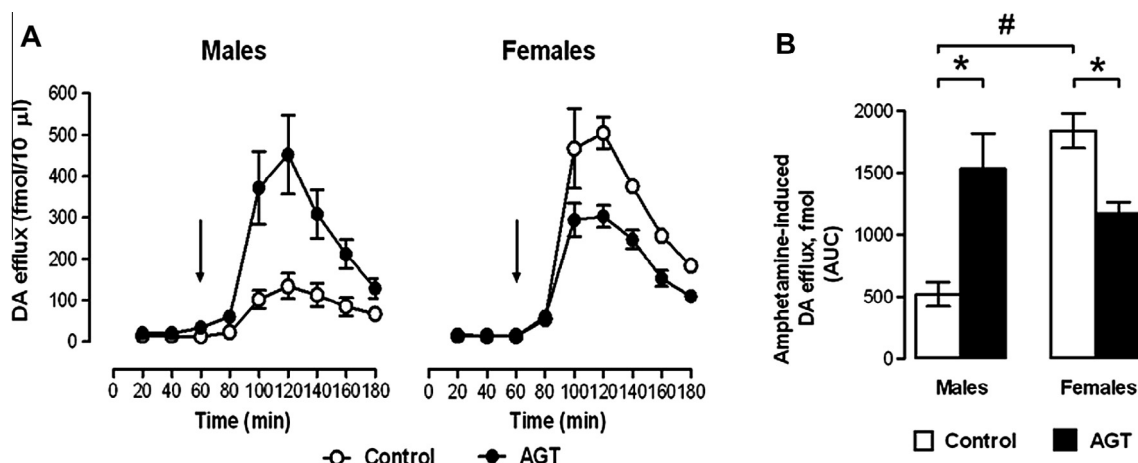 A
Males
Females
DA efflux (fmol/10 µl)
600
500
400
300
200
100
0
0 20 40 60 80 100 120 140 160 180
Time (min)
0 20 40 60 80 100 120 140 160 180
Time (min)
Control
AGT
B
#
*
*
Amphetamine-induced
DA efflux, fmol
(AUC)
2000
1500
1000
500
0
Males
Females
Control
AGT